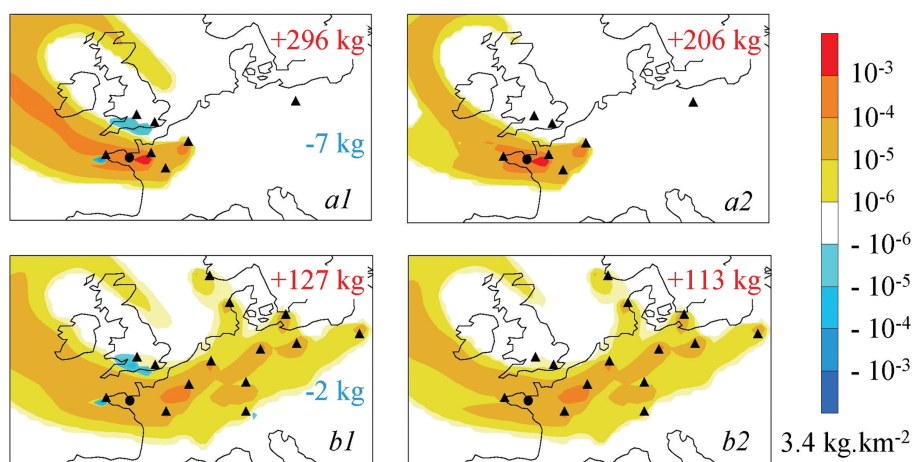 +296 kg
-7 kg
a1
+206 kg
a2
+127 kg
-2 kg
b1
+113 kg
b2
10⁻³
10⁻⁴
10⁻⁵
10⁻⁶
- 10⁻⁶
- 10⁻⁵
- 10⁻⁴
- 10⁻³
3.4 kg.km⁻²